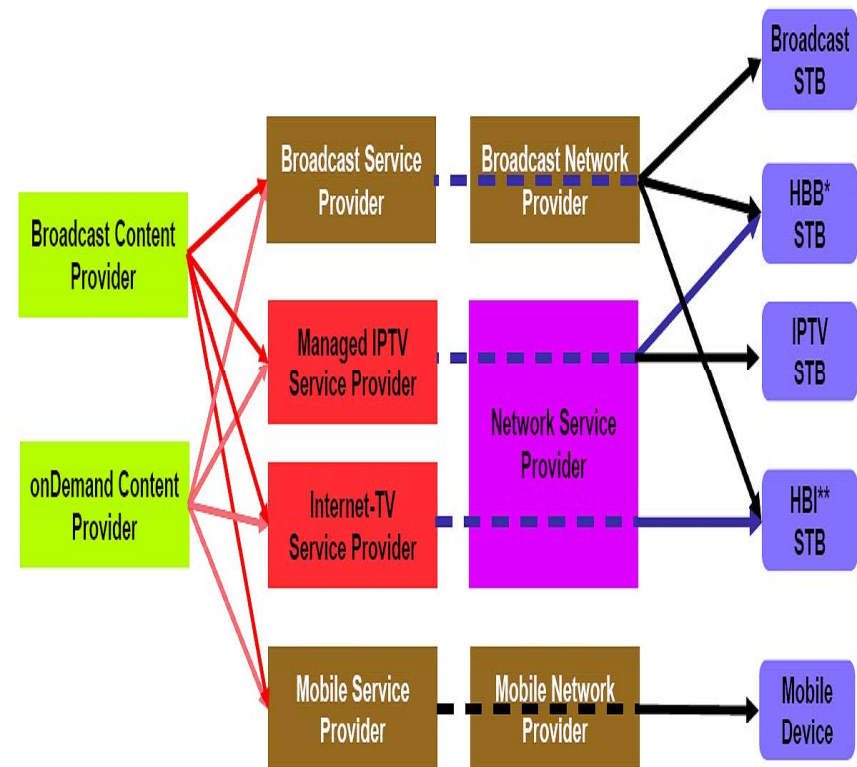 Broadcast Content
Provider
onDemand Content
Provider
Broadcast Service
Provider
Managed IPTV
Service Provider
Internet-TV
Service Provider
Mobile Service
Provider
Broadcast Network
Provider
Network Service
Provider
Mobile Network
Provider
Broadcast
STB
HBB*
STB
IPTV
STB
HBI**
STB
Mobile
Device